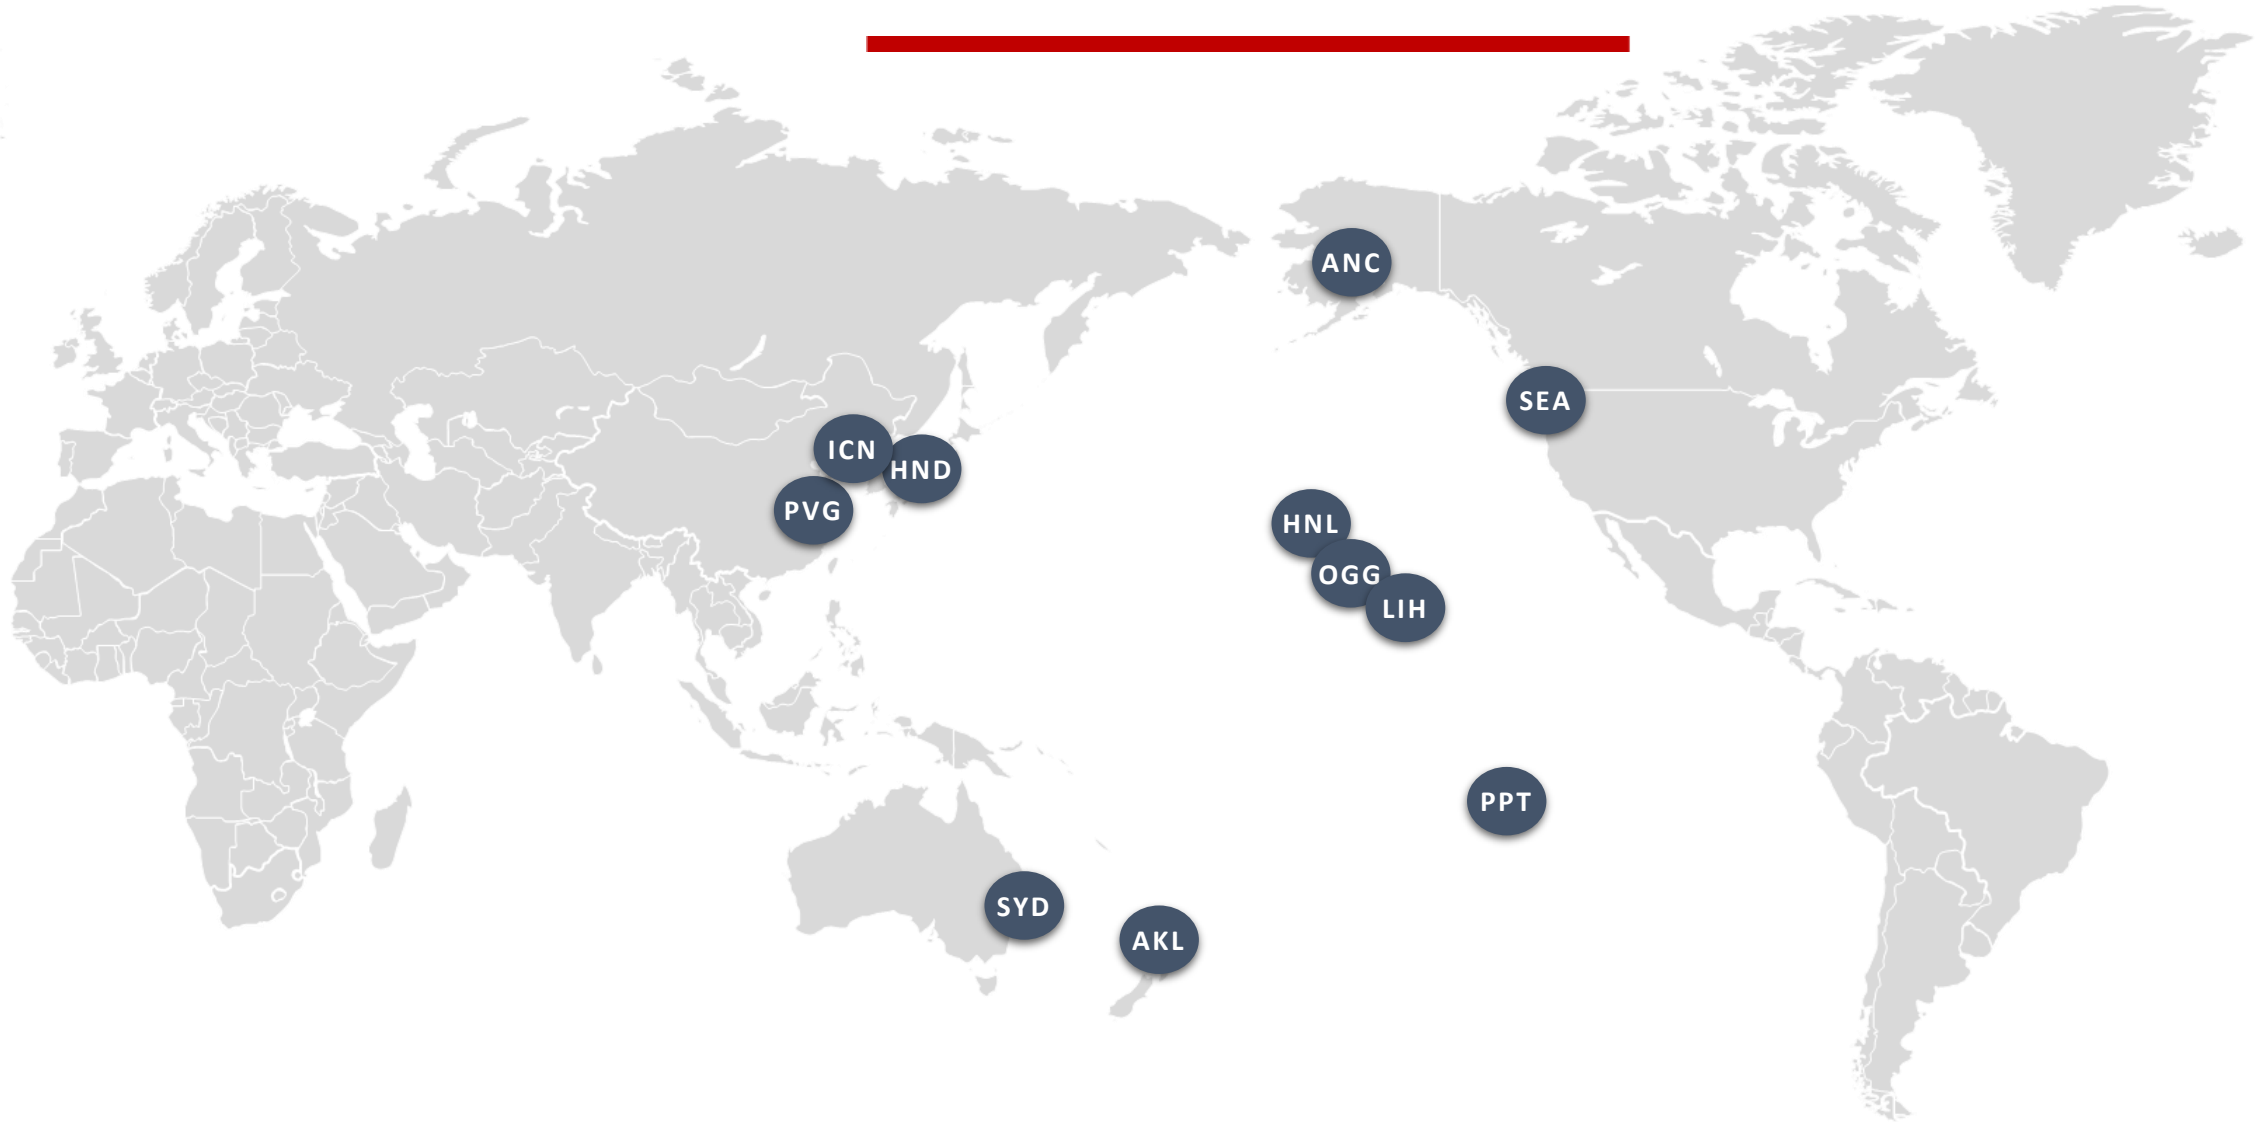 ANC
SEA
ICN
HND
PVG
HNL
OGG
LIH
PPT
SYD
AKL